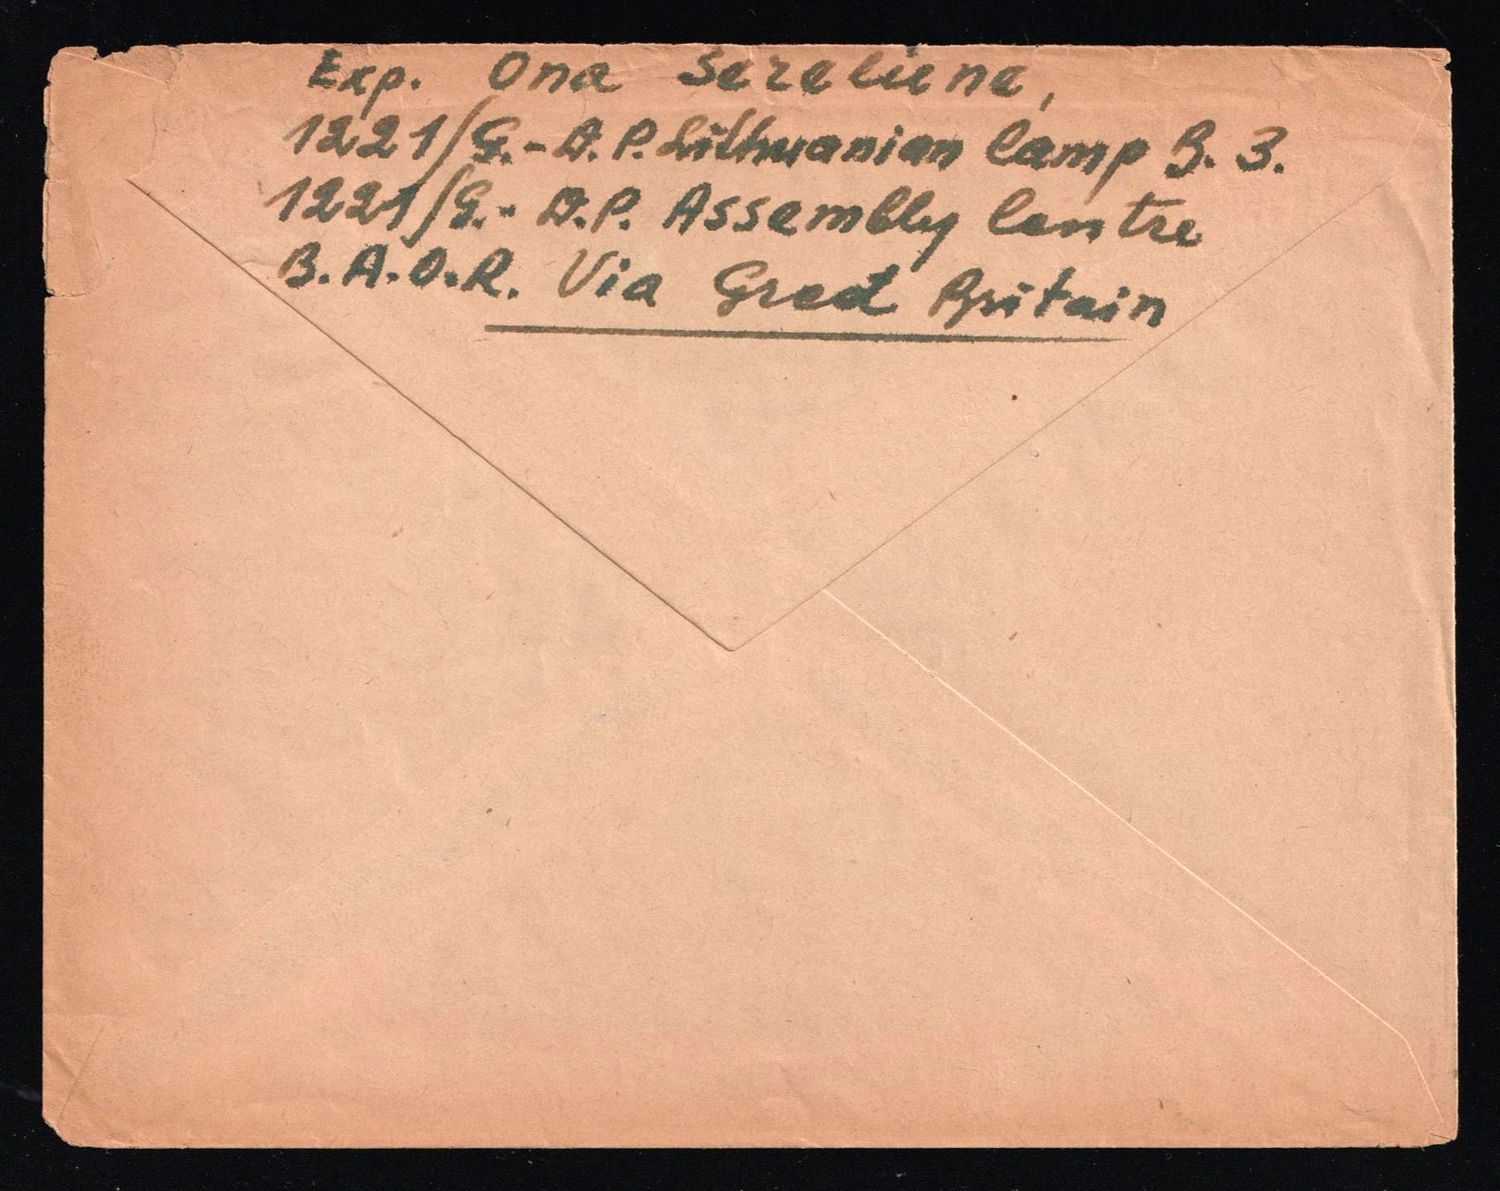 Exp. Ona Sereliene,
1221/G.-D.P. Lithuanian Camp B. 3.
1221/G.- D.P. Assembly Centre
B.A.O.R. Via Great Britain